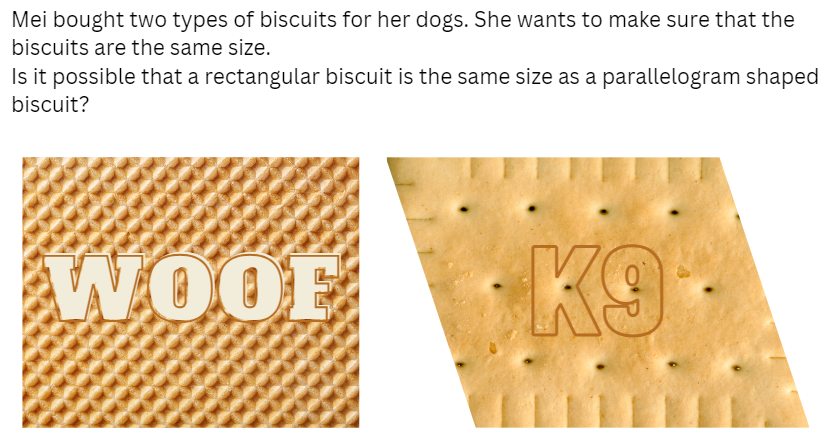 Mei bought two types of biscuits for her dogs. She wants to make sure that the
biscuits are the same size.
Is it possible that a rectangular biscuit is the same size as a parallelogram shaped
biscuit?
WOOF
K9